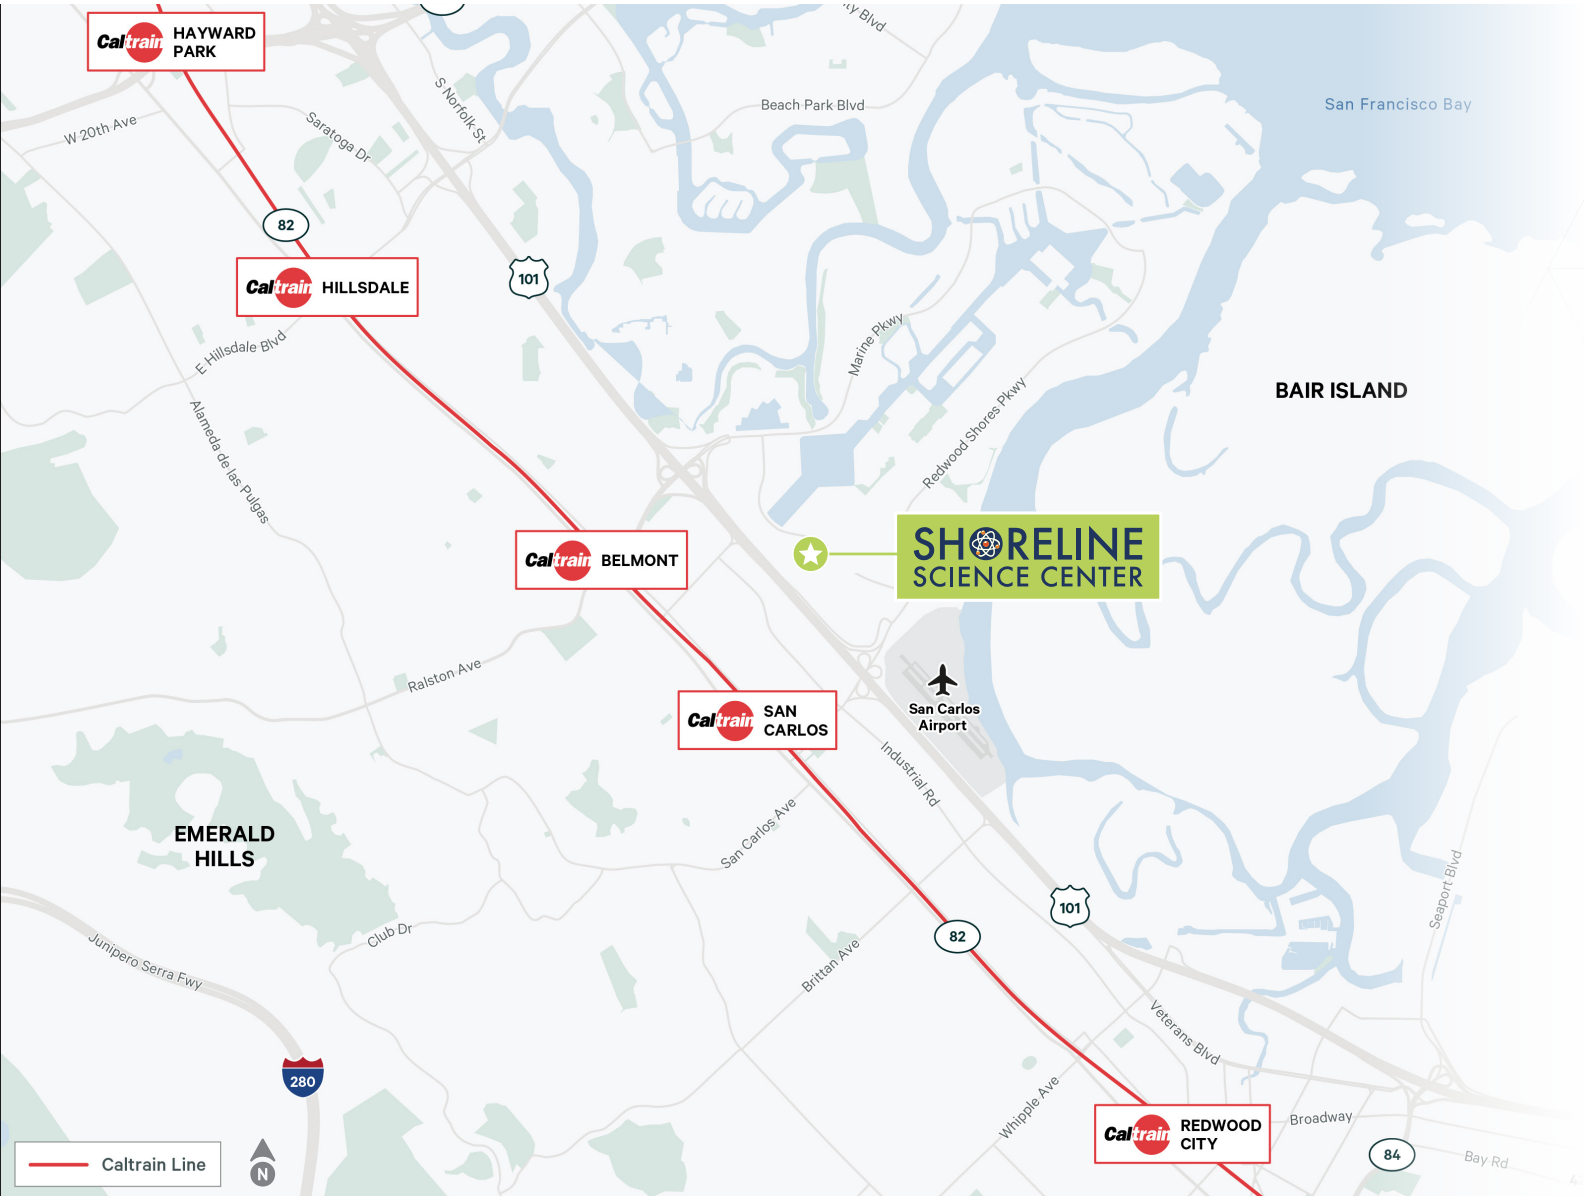 Caltrain
HAYWARD
PARK
ty Blvd
S Norfolk St
Beach Park Blvd
San Francisco Bay
W 20th Ave
Saratoga Dr
82
Caltrain
HILLSDALE
101
Marine Pkwy
E Hillsdale Blvd
BAIR ISLAND
Alameda de las Pulgas
Redwood Shores Pkwy
Caltrain
BELMONT
SHORELINE
SCIENCE CENTER
Ralston Ave
San Carlos
Airport
Caltrain
SAN
CARLOS
Industrial Rd
San Carlos Ave
EMERALD
HILLS
Seaport Blvd
101
82
Club Dr
Brittan Ave
Junipero Serra Fwy
Veterans Blvd
280
Whipple Ave
Caltrain
REDWOOD
CITY
Broadway
84
Bay Rd
Caltrain Line
N